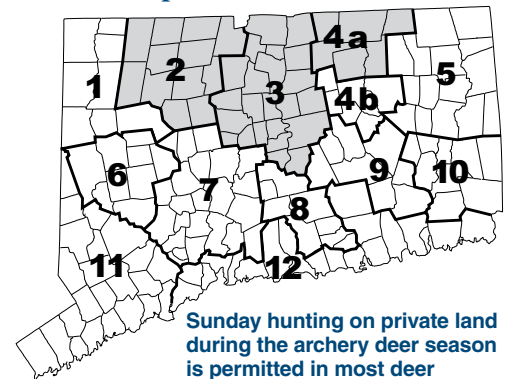 4a
2
5
1
3
4b
6
7
9
10
8
11
12
Sunday hunting on private land
during the archery deer season
is permitted in most deer